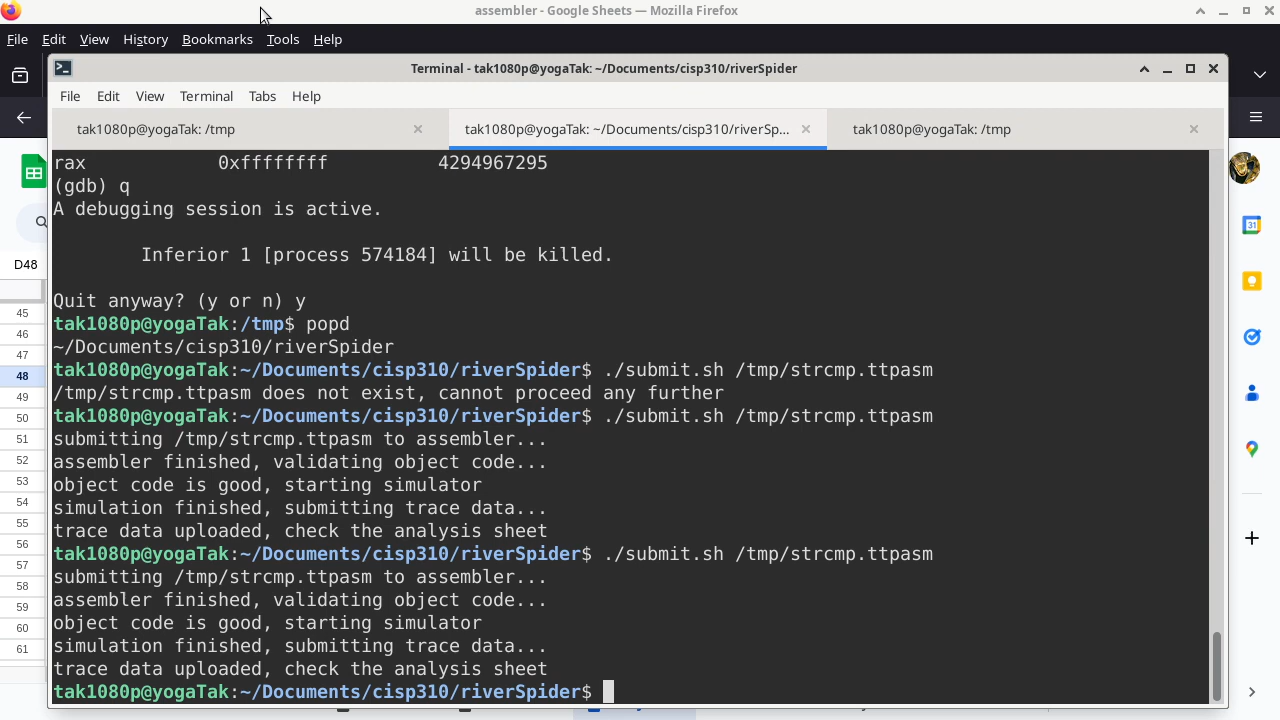 assembler - Google Sheets — Mozilla Firefox
File Edit View History Bookmarks Tools Help
Terminal - tak1080p@yogaTak: ~/Documents/cisp310/riverSpider
File Edit View Terminal Tabs Help
tak1080p@yogaTak: /tmp
tak1080p@yogaTak: ~/Documents/cisp310/riverSp...
tak1080p@yogaTak: /tmp
rax 0xffffffff 4294967295
(gdb) q
A debugging session is active.
Inferior 1 [process 574184] will be killed.
Quit anyway? (y or n) y
tak1080p@yogaTak:/tmp$ popd
~/Documents/cisp310/riverSpider
tak1080p@yogaTak:~/Documents/cisp310/riverSpider$ ./submit.sh /tmp/strcmp.ttpasm
/tmp/strcmp.ttpasm does not exist, cannot proceed any further
tak1080p@yogaTak:~/Documents/cisp310/riverSpider$ ./submit.sh /tmp/strcmp.ttpasm
submitting /tmp/strcmp.ttpasm to assembler...
assembler finished, validating object code...
object code is good, starting simulator
simulation finished, submitting trace data...
trace data uploaded, check the analysis sheet
tak1080p@yogaTak:~/Documents/cisp310/riverSpider$ ./submit.sh /tmp/strcmp.ttpasm
submitting /tmp/strcmp.ttpasm to assembler...
assembler finished, validating object code...
object code is good, starting simulator
simulation finished, submitting trace data...
trace data uploaded, check the analysis sheet
tak1080p@yogaTak:~/Documents/cisp310/riverSpider$
D48
45
46
47
48
49
50
51
52
53
54
55
56
57
58
59
60
61
31